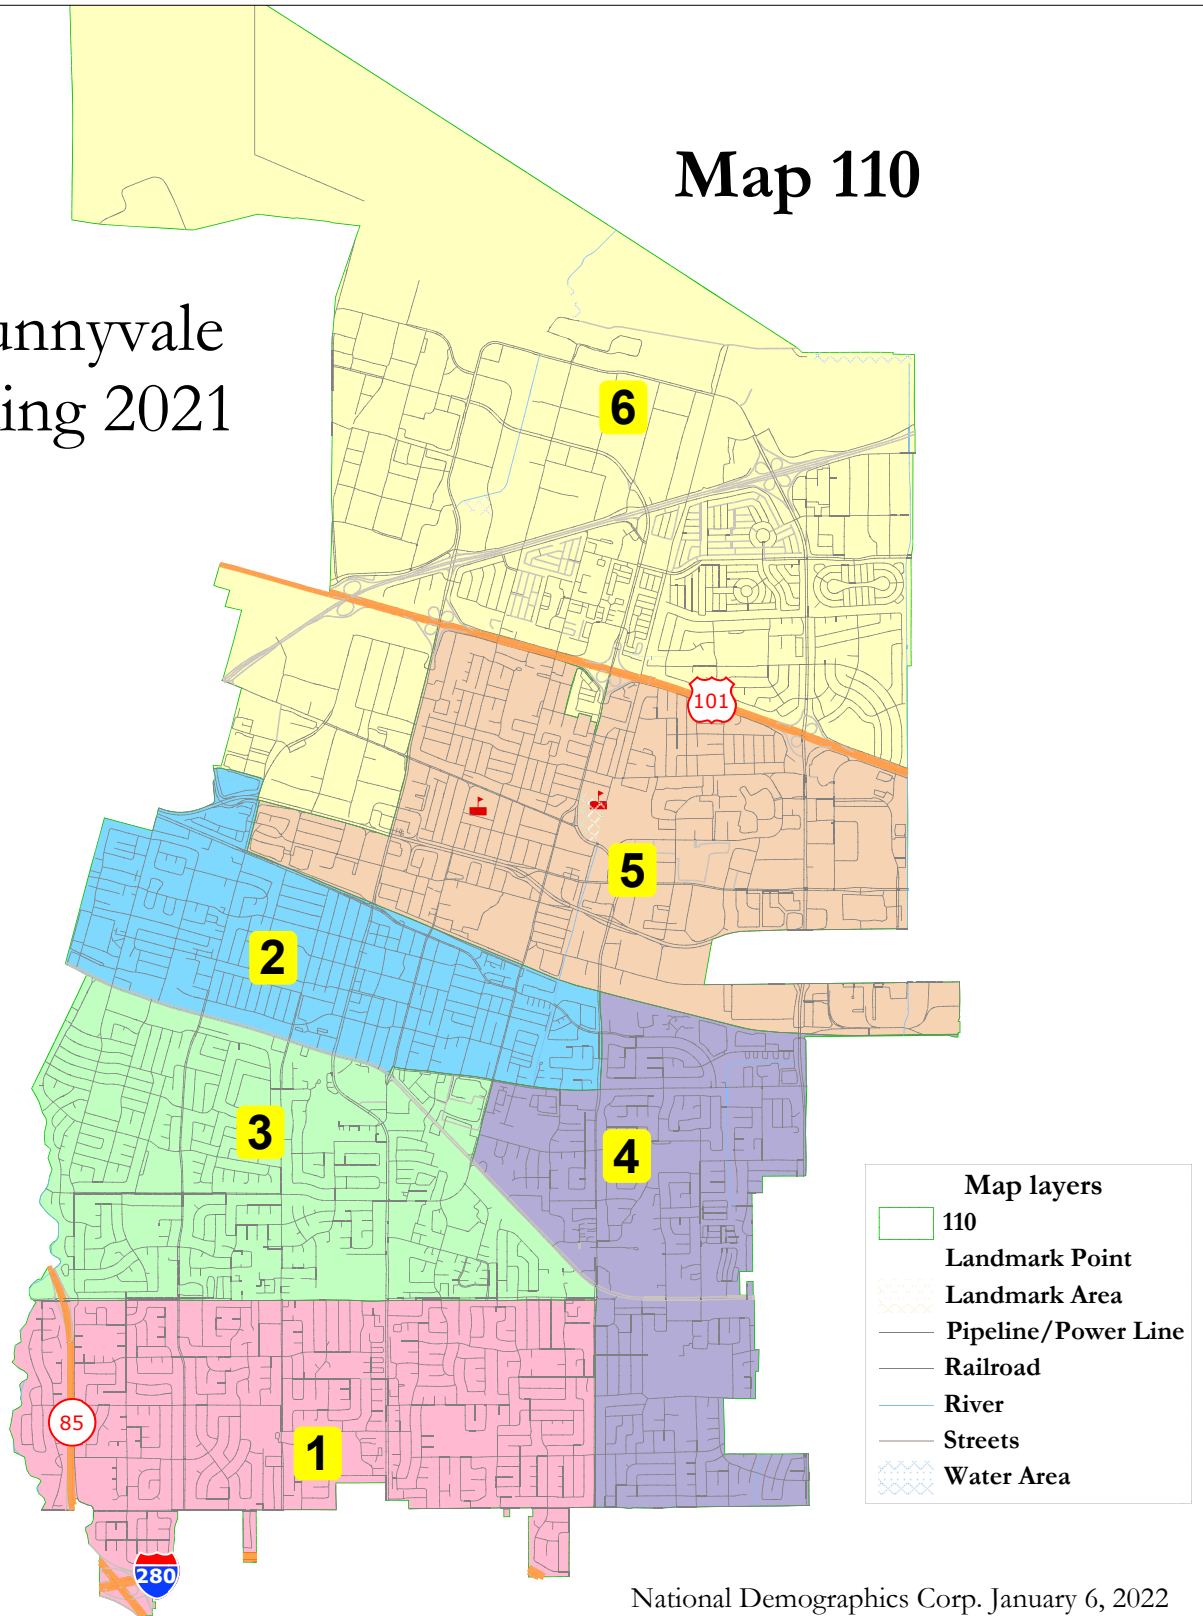 Map 110
unnyvale
ing 2021
6
101
5
2
3
4
85
1
280
Map layers
110
Landmark Point
Landmark Area
Pipeline/Power Line
Railroad
River
Streets
Water Area
National Demographics Corp. January 6, 2022